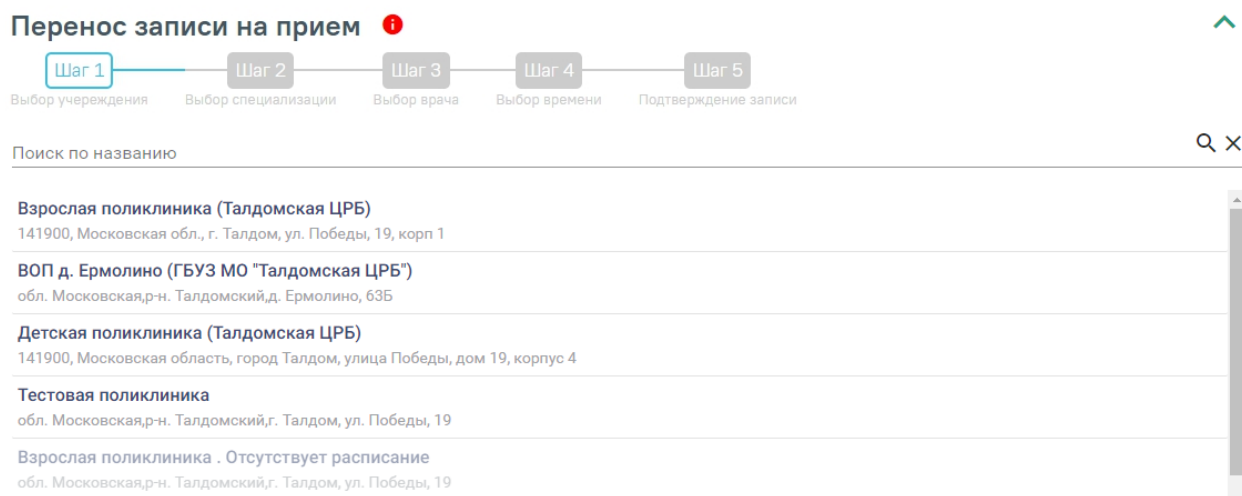 Перенос записи на прием
Шаг 1 Шаг 2 Шаг 3 Шаг 4 Шаг 5
Выбор учереждения Выбор специализации Выбор врача Выбор времени Подтверждение записи
Поиск по названию
Взрослая поликлиника (Талдомская ЦРБ)
141900, Московская обл., г. Талдом, ул. Победы, 19, корп 1
ВОП д. Ермолино (ГБУЗ МО "Талдомская ЦРБ")
обл. Московская,р-н. Талдомский,д. Ермолино, 63Б
Детская поликлиника (Талдомская ЦРБ)
141900, Московская область, город Талдом, улица Победы, дом 19, корпус 4
Тестовая поликлиника
обл. Московская,р-н. Талдомский,г. Талдом, ул. Победы, 19
Взрослая поликлиника . Отсутствует расписание
обл. Московская,р-н. Талдомский,г. Талдом, ул. Победы, 19